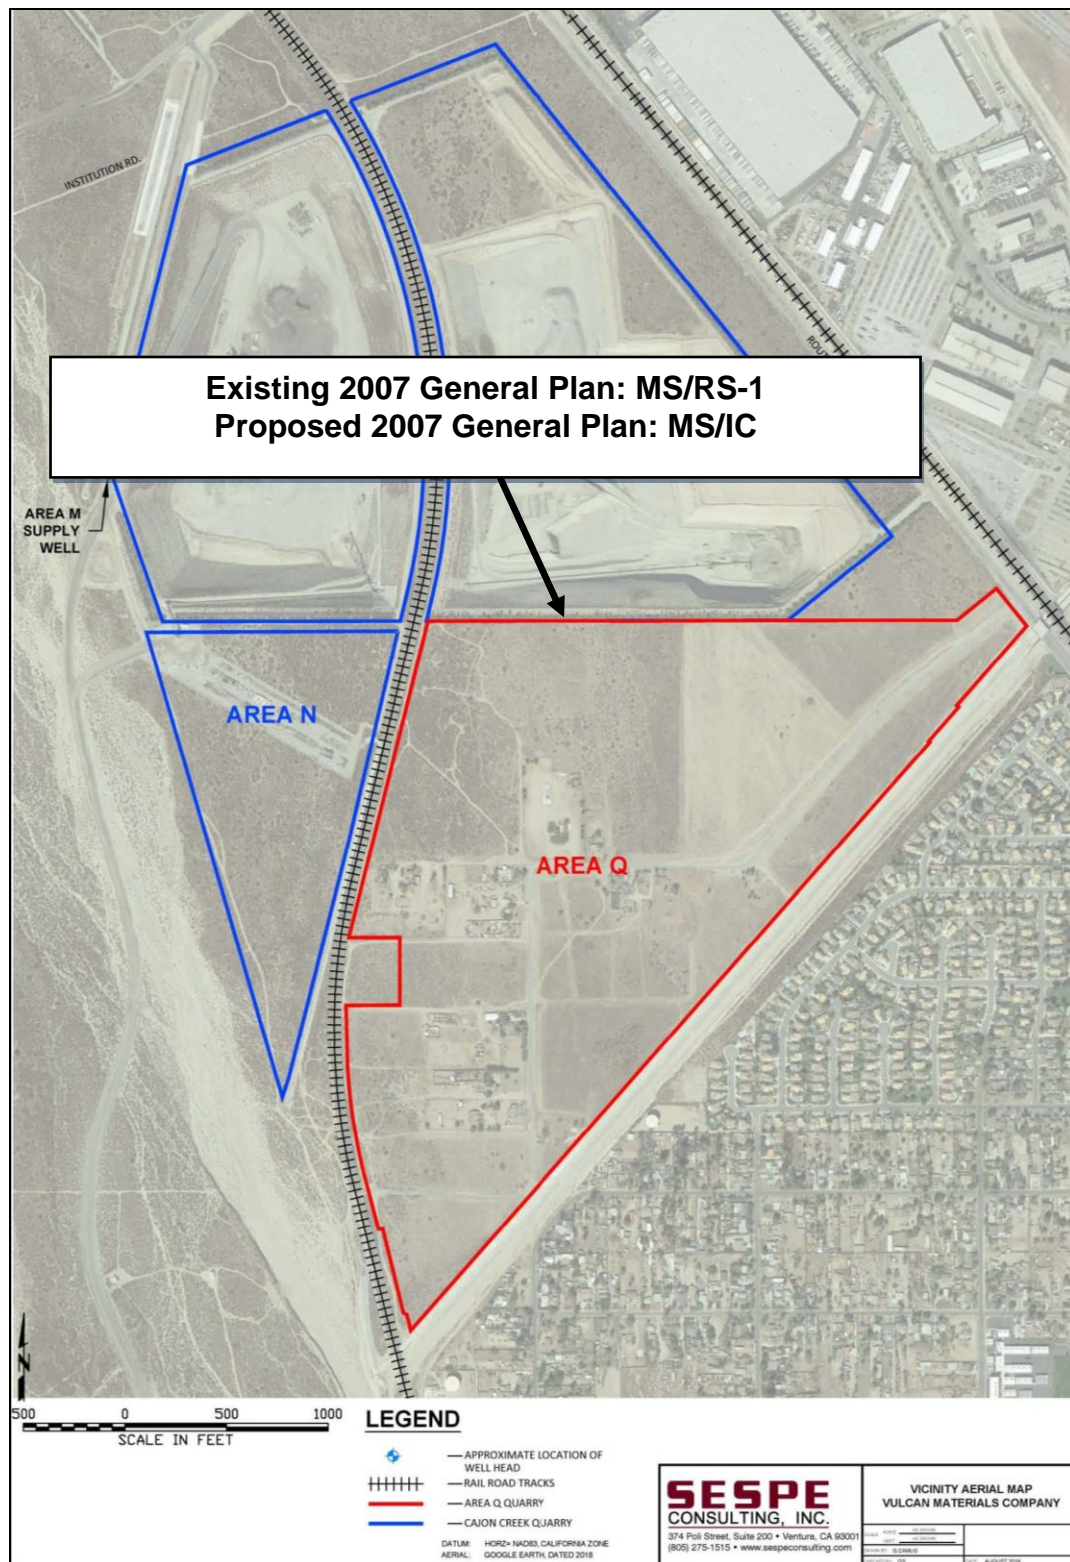 INSTITUTION RD.
Existing 2007 General Plan: MS/RS-1
Proposed 2007 General Plan: MS/IC
AREA M
SUPPLY
WELL
AREA N
AREA Q
N
500 0 500 1000
SCALE IN FEET
LEGEND
APPROXIMATE LOCATION OF
WELL HEAD
RAIL ROAD TRACKS
AREA Q QUARRY
CAJON CREEK QUARRY
DATUM: HORZ= NAD83, CALIFORNIA ZONE
AERIAL: GOOGLE EARTH, DATED 2018
SESPE
CONSULTING, INC.
374 Poli Street, Suite 200 • Ventura, CA 93001
(805) 275-1515 • www.sespeconsulting.com
VICINITY AERIAL MAP
VULCAN MATERIALS COMPANY